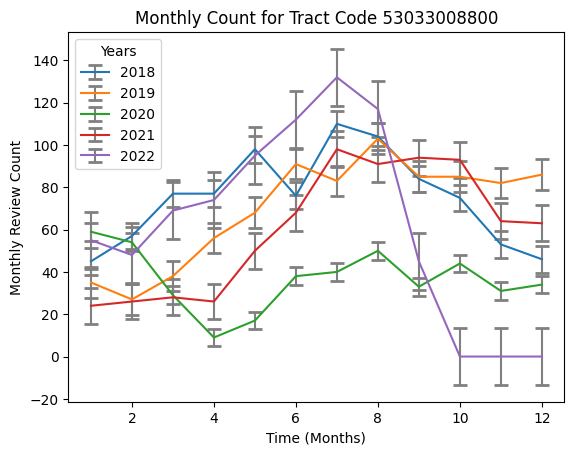 Monthly Count for Tract Code 53033008800
Years
2018
2019
2020
2021
2022
Monthly Review Count
140
120
100
80
60
40
20
0
−20
2 4 6 8 10 12
Time (Months)